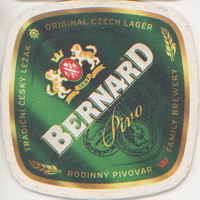 ORIGINAL CZECH LAGER
TRADIČNÍ ČESKÝ LEŽÁK
FAMILY BREWERY
BERNARD
Pivo
RODINNÝ PIVOVAR